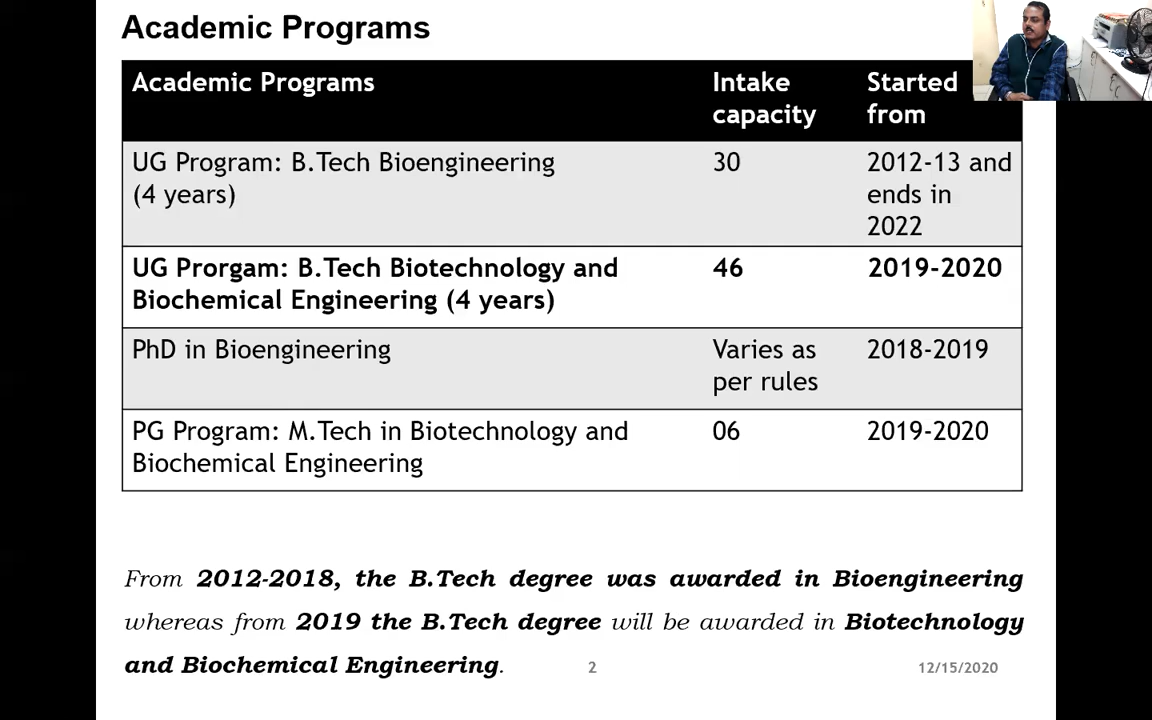 Academic Programs
Academic Programs
Intake
capacity
Started
from
UG Program: B.Tech Bioengineering
(4 years)
30
2012-13 and
ends in
2022
UG Prorgam: B.Tech Biotechnology and
Biochemical Engineering (4 years)
46
2019-2020
PhD in Bioengineering
Varies as
per rules
2018-2019
PG Program: M.Tech in Biotechnology and
Biochemical Engineering
06
2019-2020
From 2012-2018, the B.Tech degree was awarded in Bioengineering
whereas from 2019 the B.Tech degree will be awarded in Biotechnology
and Biochemical Engineering.
2
12/15/2020